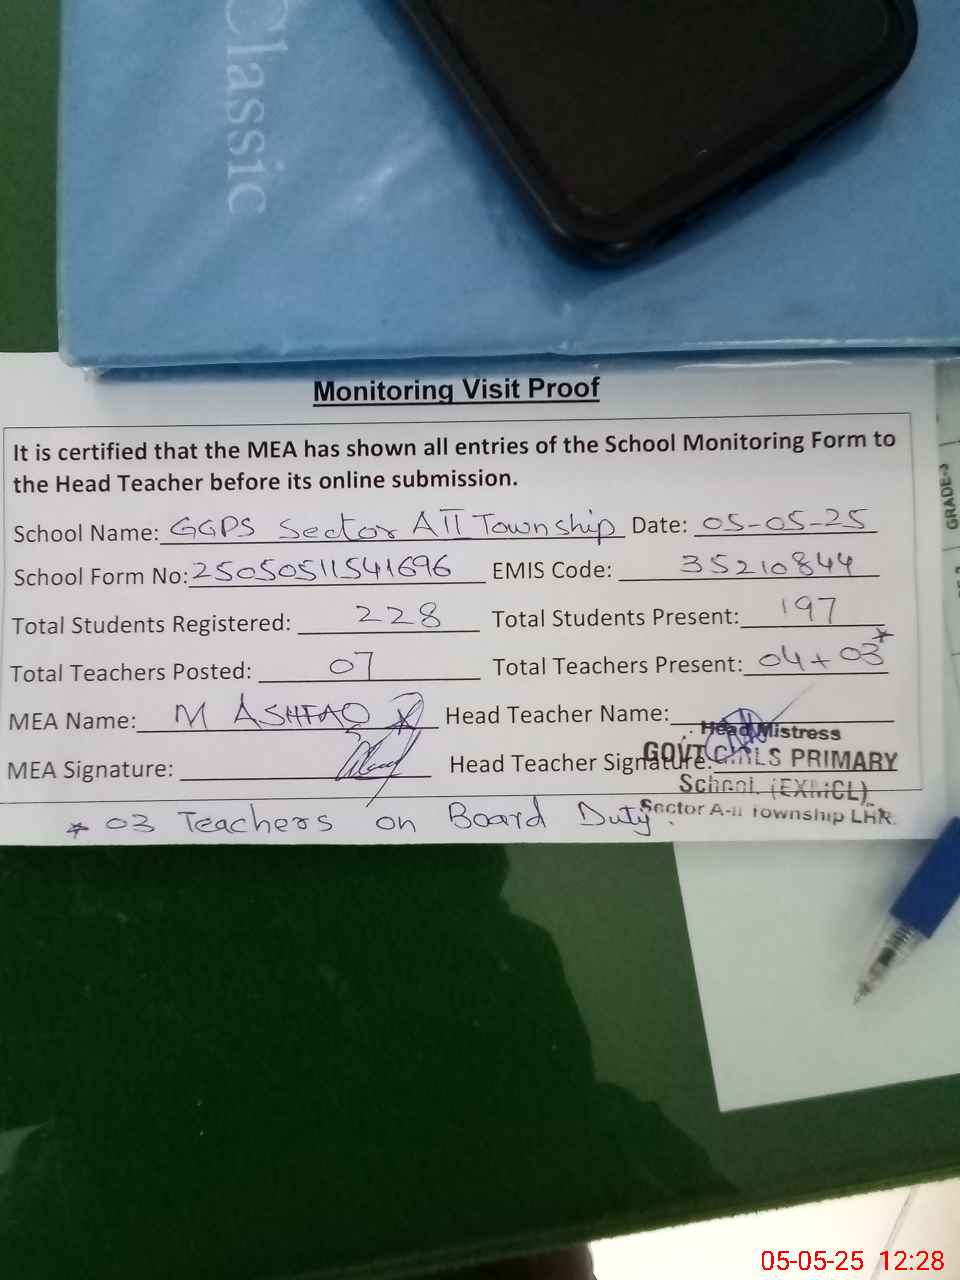 Classic
Monitoring Visit Proof
It is certified that the MEA has shown all entries of the School Monitoring Form to
the Head Teacher before its online submission.
School Name: GGPS Sector AII Township Date: 05-05-25
School Form No: 25050511541696 EMIS Code: 35210844
Total Students Registered: 228 Total Students Present: 197
Total Teachers Posted: 07 Total Teachers Present: 04+03*
MEA Name: M ASHFAQ Head Teacher Name:
Head Mistress
MEA Signature: Head Teacher Signature:
GOVT GIRLS PRIMARY
School (EXMCL)
Sector A-II Township LHR.
* 03 Teachers on Board Duty.
GRADE-3
05-05-25 12:28